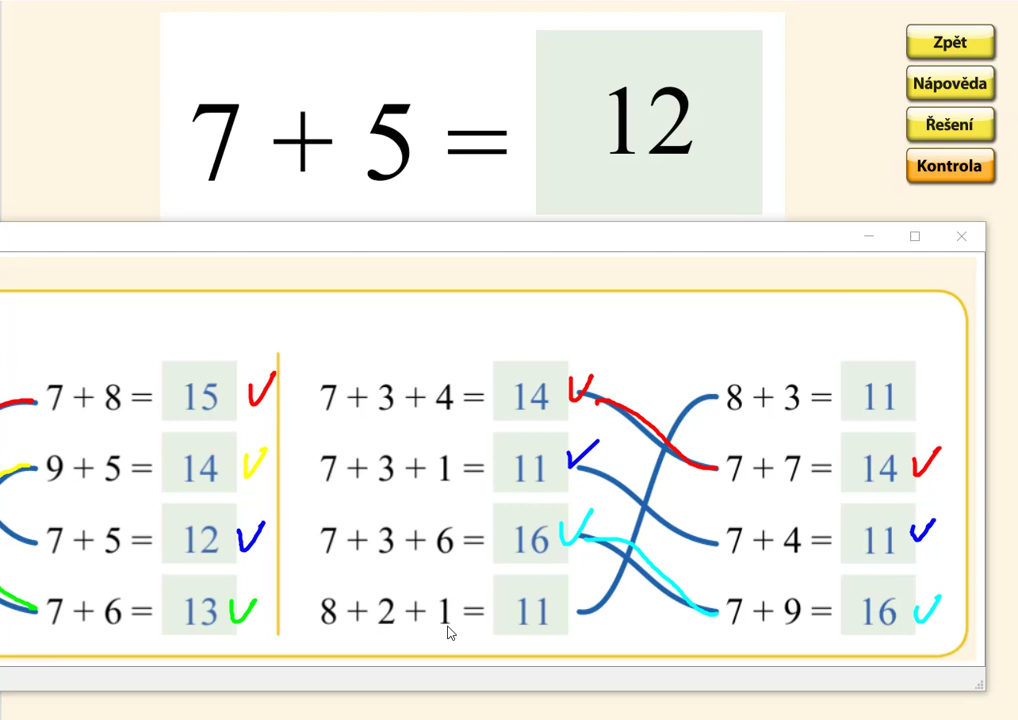 7 + 5 = 12
Zpět
Nápověda
Řešení
Kontrola
7 + 8 = 15
9 + 5 = 14
7 + 5 = 12
7 + 6 = 13
7 + 3 + 4 = 14
7 + 3 + 1 = 11
7 + 3 + 6 = 16
8 + 2 + 1 = 11
8 + 3 = 11
7 + 7 = 14
7 + 4 = 11
7 + 9 = 16